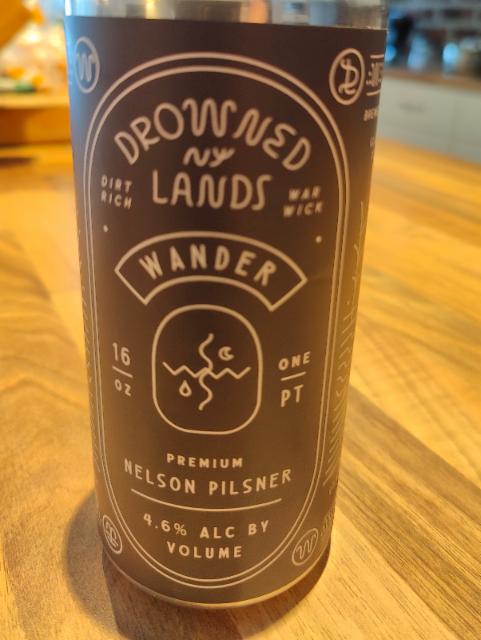 W
DROWNED
NY
LANDS
DIRT
RICH
WAR
WICK
WANDER
16
OZ
ONE
PT
PREMIUM
NELSON PILSNER
4.6% ALC BY
VOLUME
W